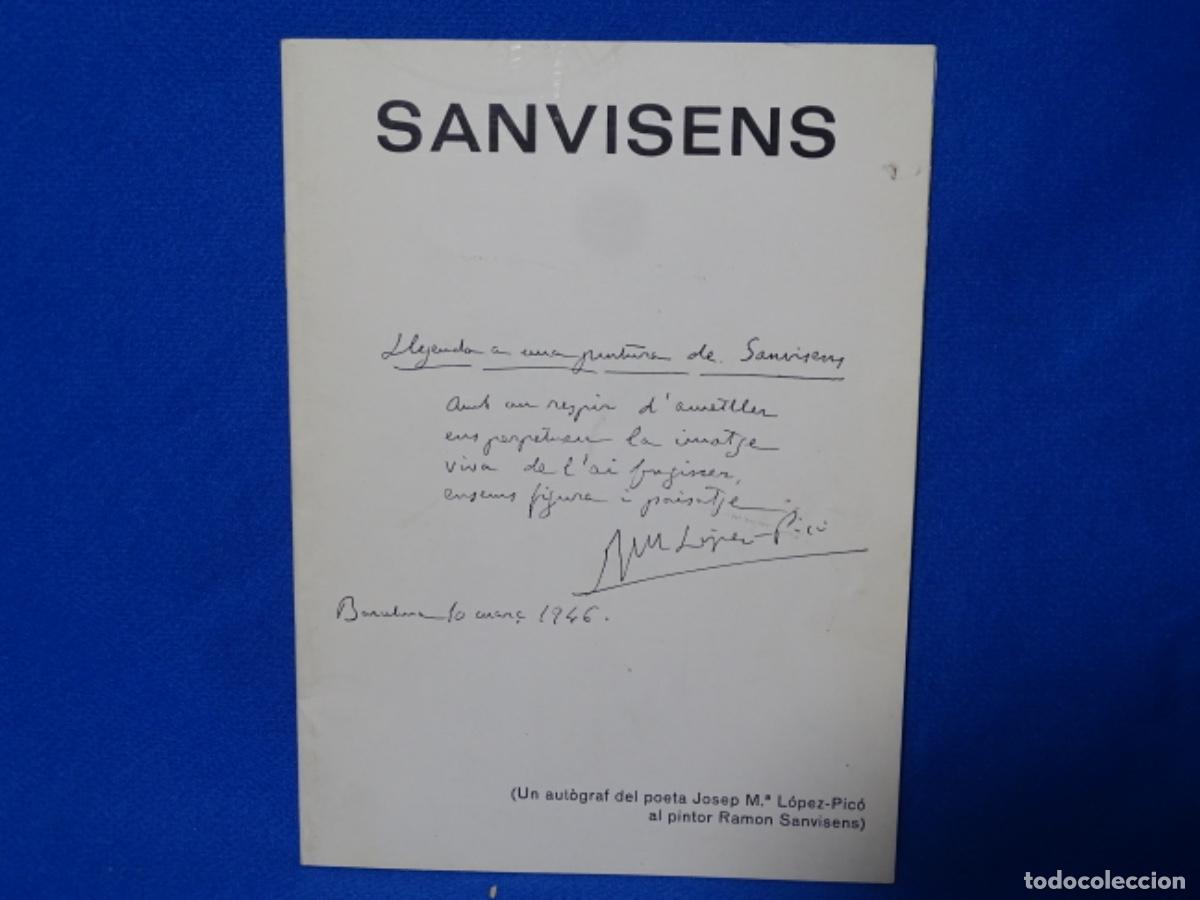 SANVISENS
Llegenda a una pintura de Sanvisens
Amb un respir d'ametller
ens perpetueu la imatge
viva de l'ai fugisser,
ensems figura i paisatge.
JM López-Picó
Barcelona 10 març 1946.
(Un autògraf del poeta Josep M.ª López-Picó
al pintor Ramon Sanvisens)
todocoleccion